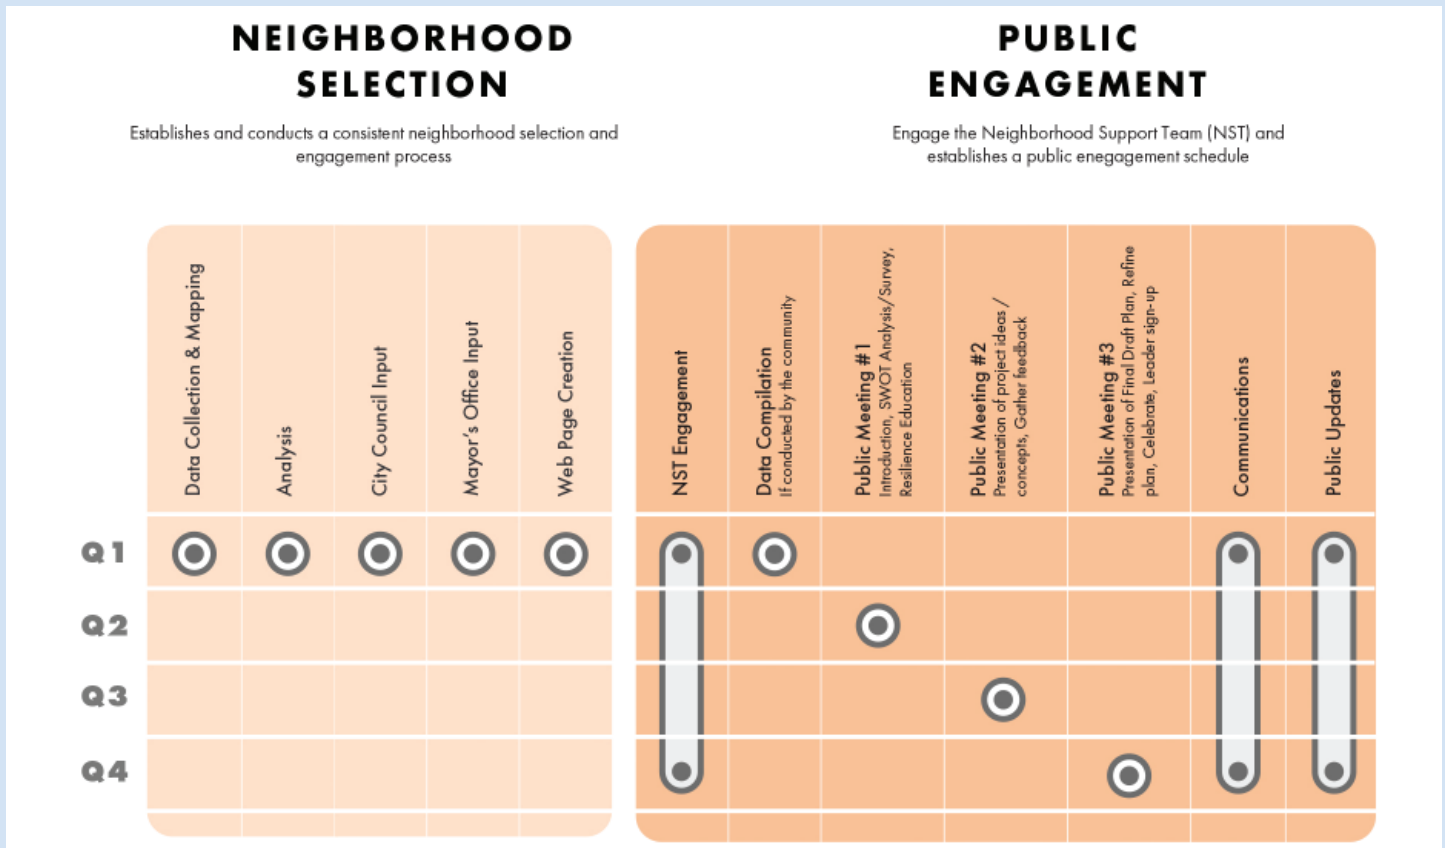 NEIGHBORHOOD
SELECTION
Establishes and conducts a consistent neighborhood selection and
engagement process
PUBLIC
ENGAGEMENT
Engage the Neighborhood Support Team (NST) and
establishes a public enegagement schedule
Data Collection & Mapping
Analysis
City Council Input
Mayor's Office Input
Web Page Creation
NST Engagement
Data Compilation
If conducted by the community
Public Meeting #1
Introduction, SWOT Analysis/Survey,
Resilience Education
Public Meeting #2
Presentation of project ideas /
concepts, Gather feedback
Public Meeting #3
Presentation of Final Draft Plan, Refine
plan, Celebrate, Leader sign-up
Communications
Public Updates
Q1
Q2
Q3
Q4